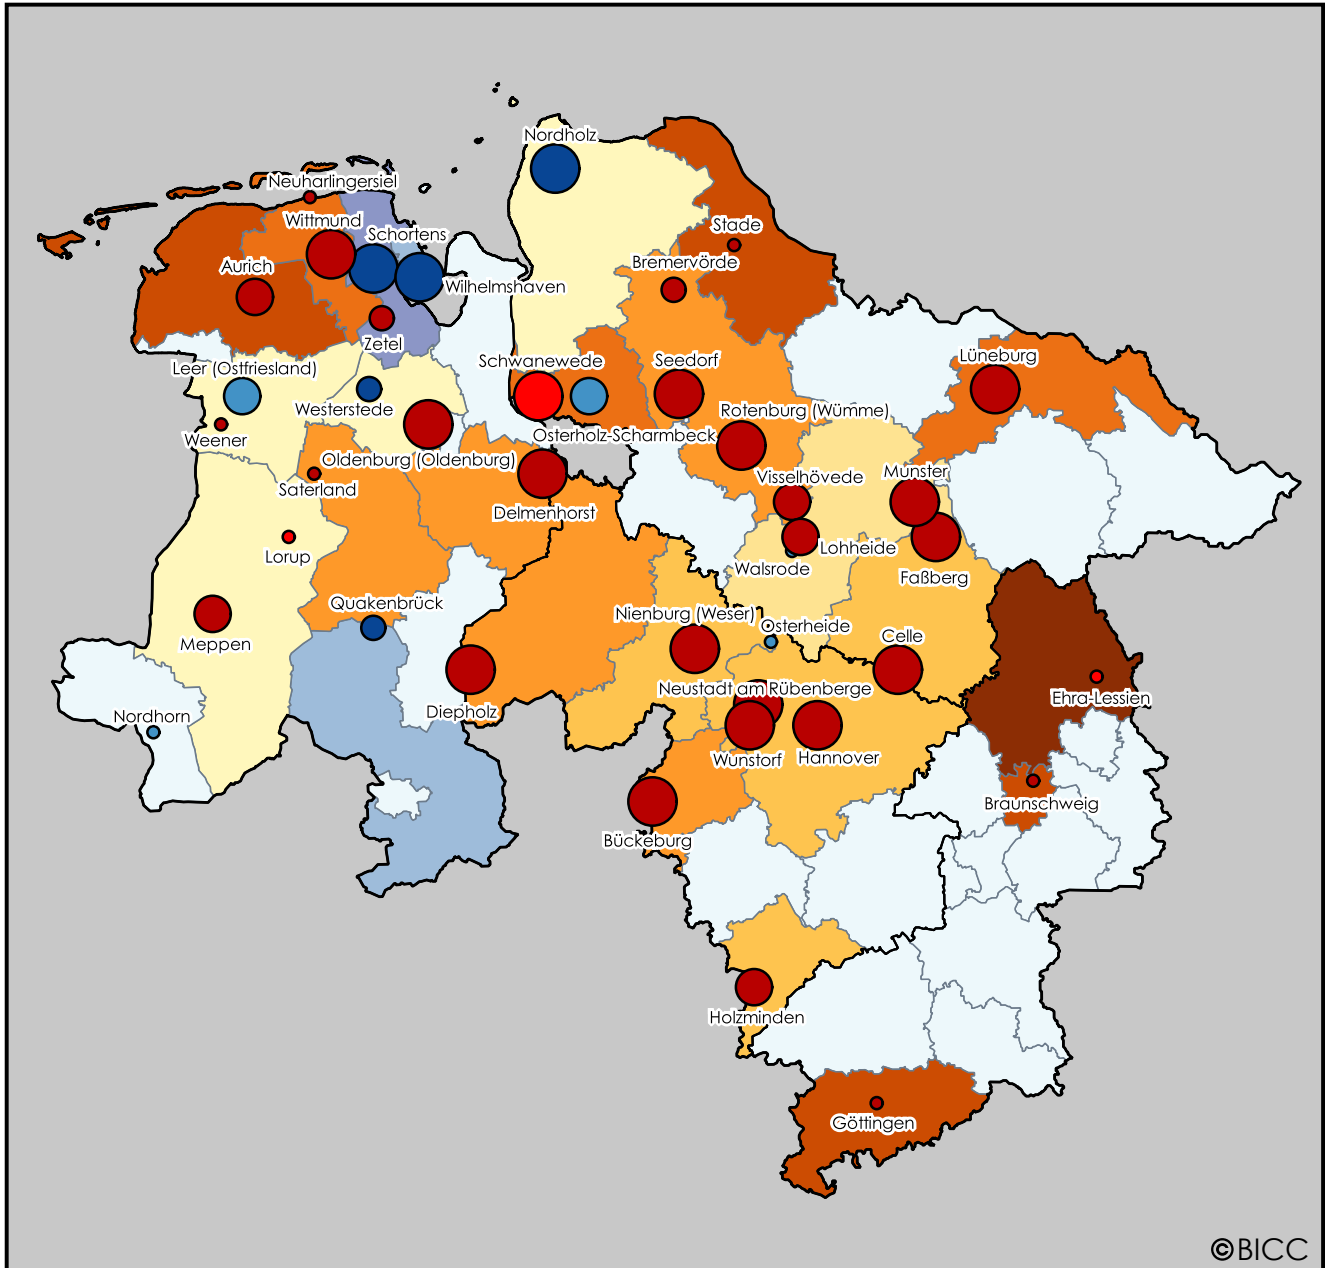 Nordholz
Neuharlingersiel
Wittmund
Schortens
Stade
Aurich
Bremervörde
Wilhelmshaven
Zetel
Leer (Ostfriesland)
Schwanewede
Seedorf
Lüneburg
Westerstede
Rotenburg (Wümme)
Weener
Osterholz-Scharmbeck
Oldenburg (Oldenburg)
Visselhövede
Munster
Saterland
Delmenhorst
Lohheide
Lorup
Walsrode
Faßberg
Quakenbrück
Nienburg (Weser)
Osterheide
Celle
Meppen
Neustadt am Rübenberge
Ehra-Lessien
Diepholz
Nordhorn
Wunstorf
Hannover
Braunschweig
Bückeburg
Holzminden
Göttingen
©BICC